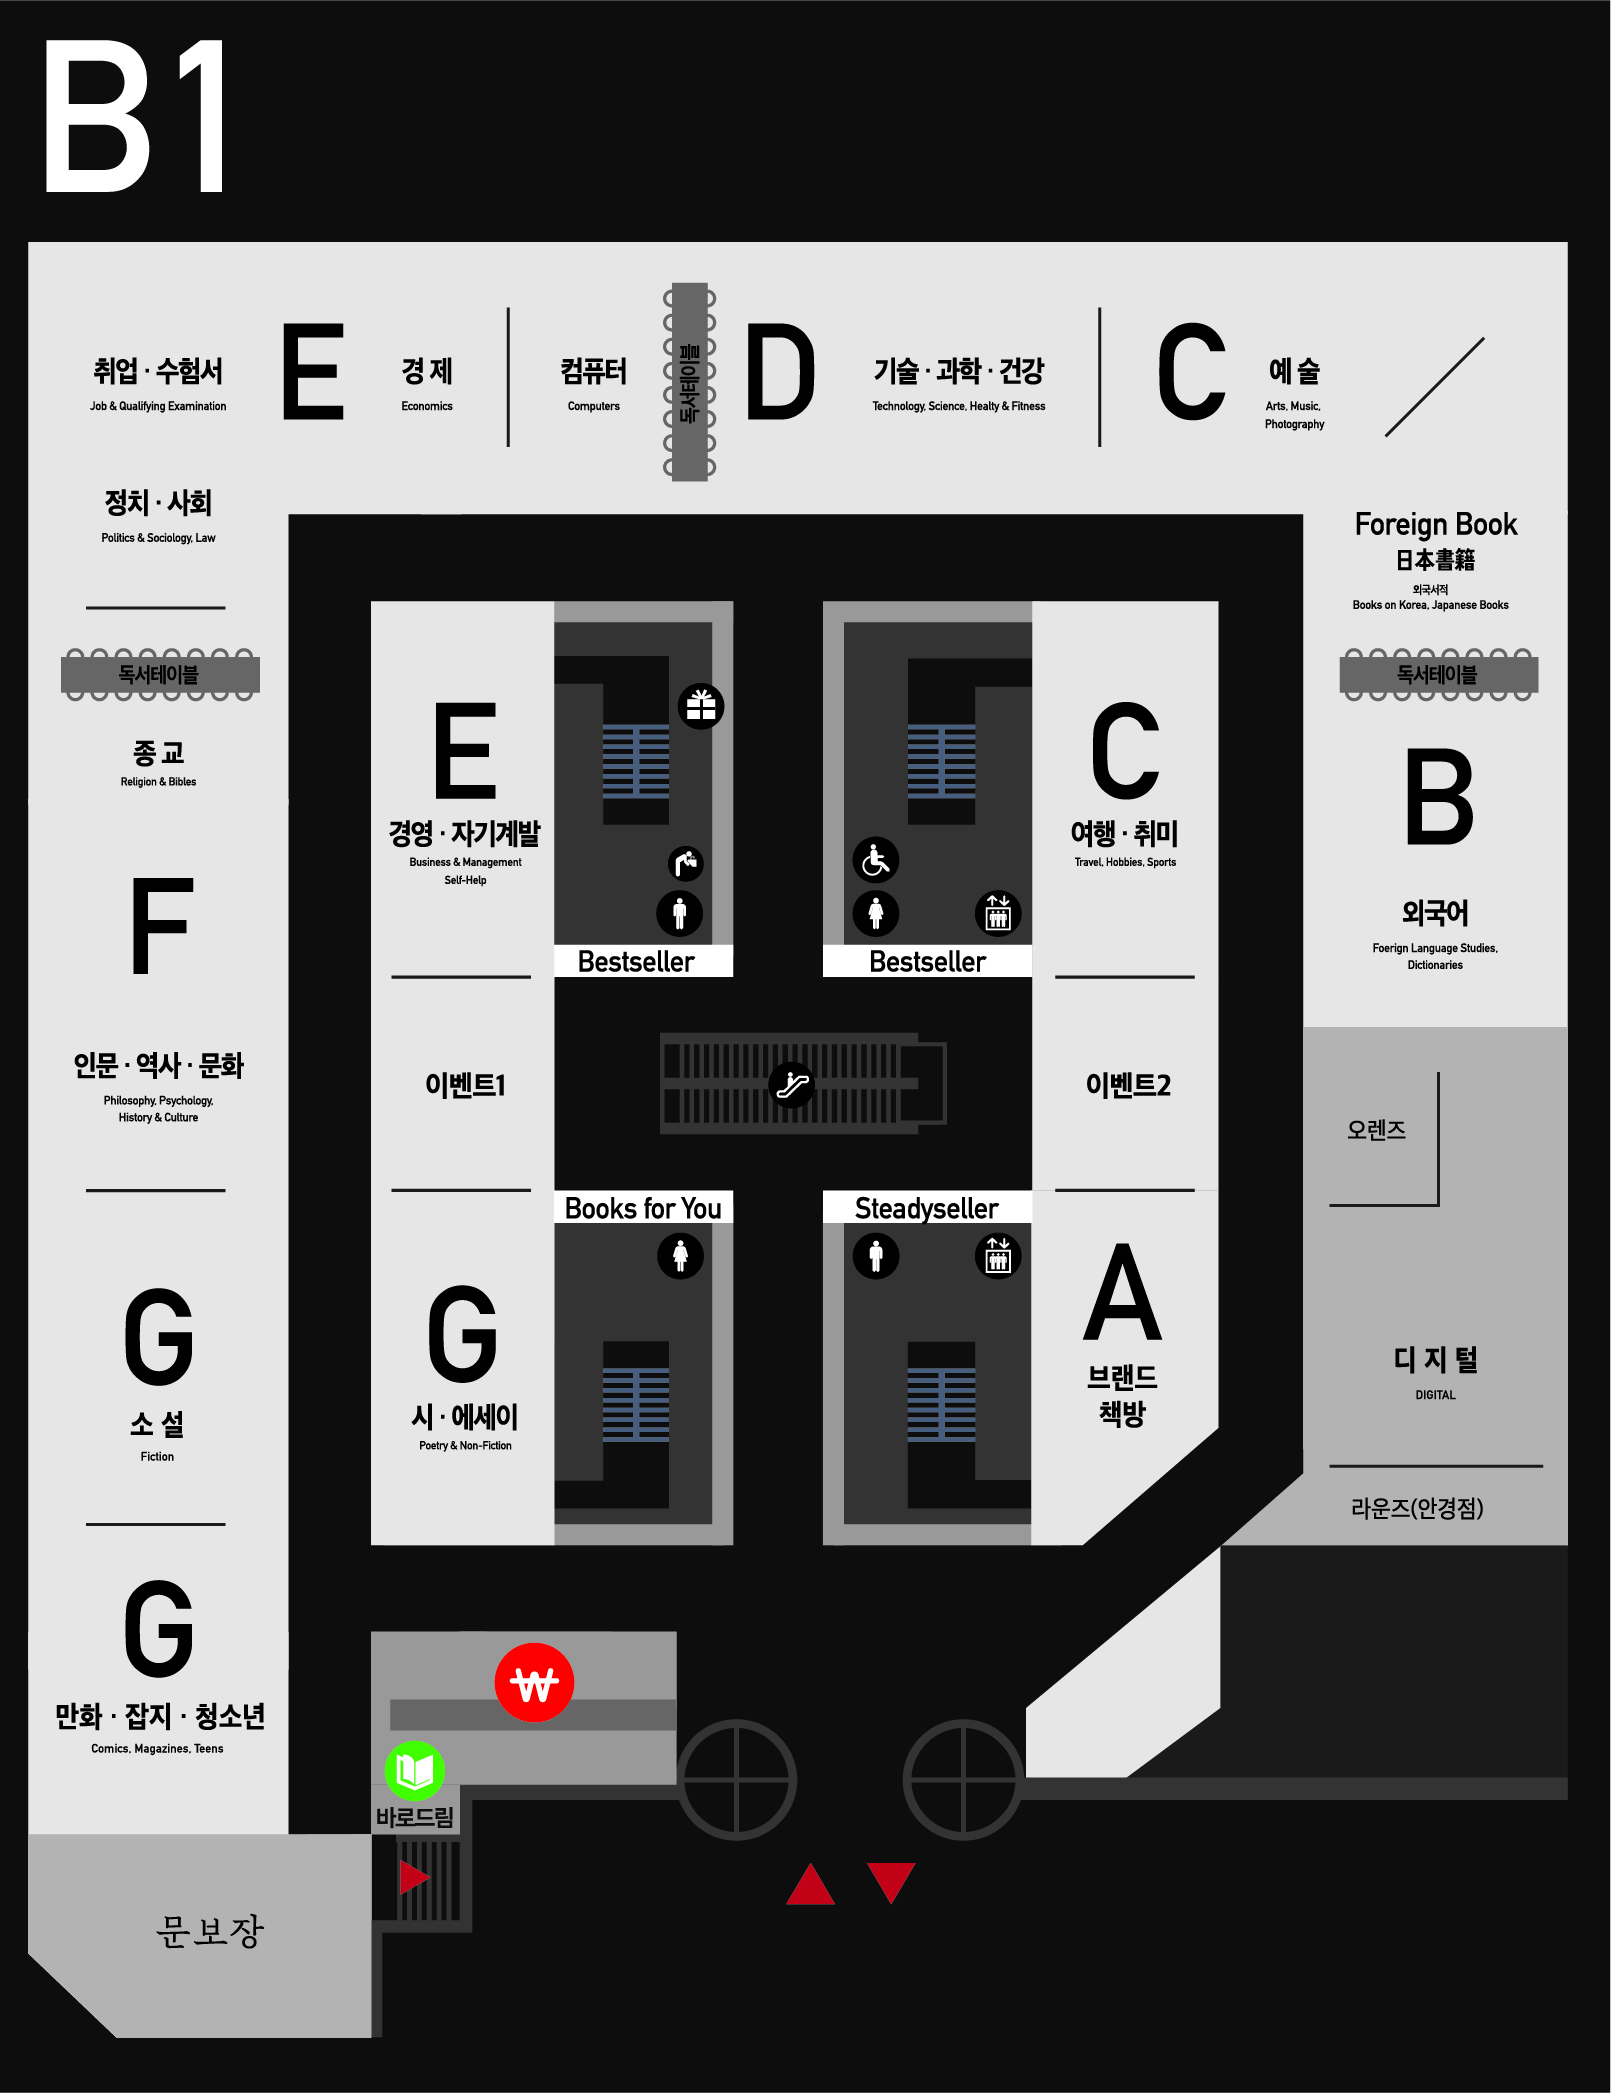 B1
취업 · 수험서
Job & Qualifying Examination
E
경 제
Economics
컴퓨터
Computers
독서테이블
D
기술 · 과학 · 건강
Technology, Science, Healty & Fitness
C
예 술
Arts, Music,
Photography
정치 · 사회
Politics & Sociology, Law
독서테이블
종 교
Religion & Bibles
F
인문 · 역사 · 문화
Philosophy, Psychology,
History & Culture
G
소 설
Fiction
G
만화 · 잡지 · 청소년
Comics, Magazines, Teens
문보장
E
경영 · 자기계발
Business & Management
Self-Help
Bestseller
이벤트1
Books for You
G
시 · 에세이
Poetry & Non-Fiction
C
여행 · 취미
Travel, Hobbies, Sports
Bestseller
이벤트2
Steadyseller
A
브랜드
책방
Foreign Book
日本書籍
외국서적
Books on Korea, Japanese Books
독서테이블
B
외국어
Foerign Language Studies,
Dictionaries
오렌즈
디 지 털
DIGITAL
라운즈(안경점)
₩
바로드림